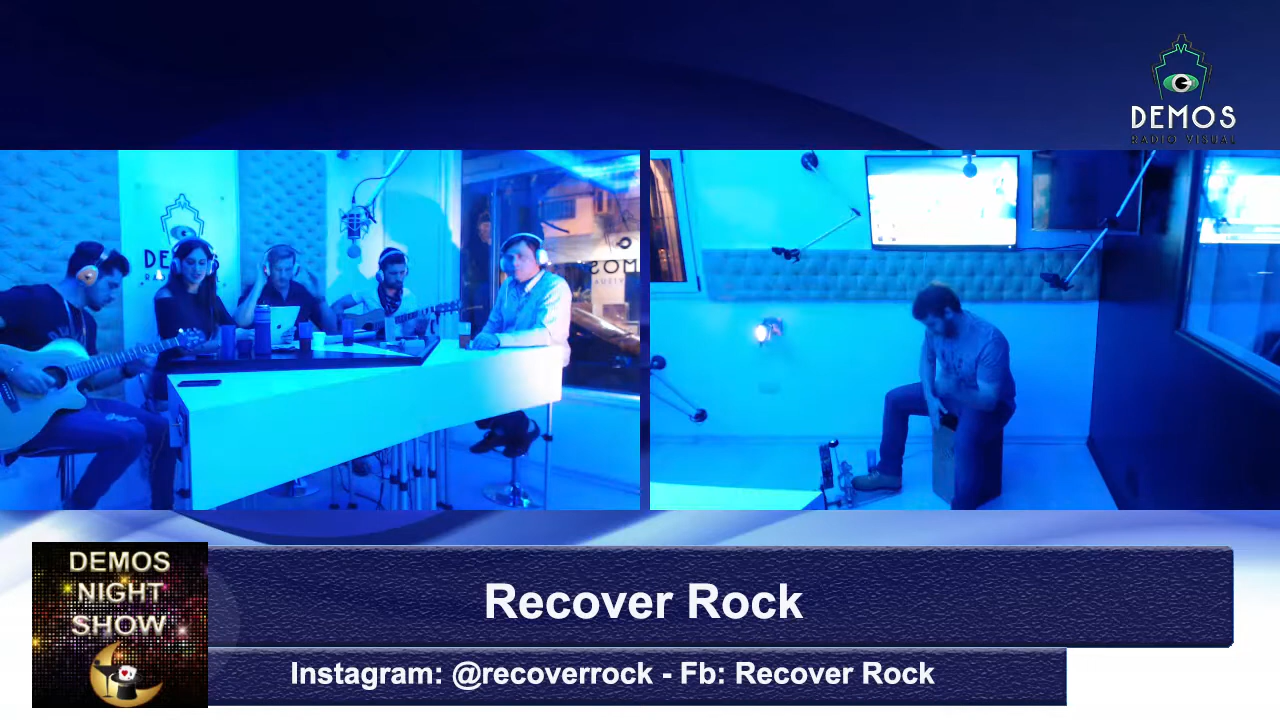 DEMOS
RADIO VISUAL
DEMOS
NIGHT
SHOW
Recover Rock
Instagram: @recoverrock - Fb: Recover Rock